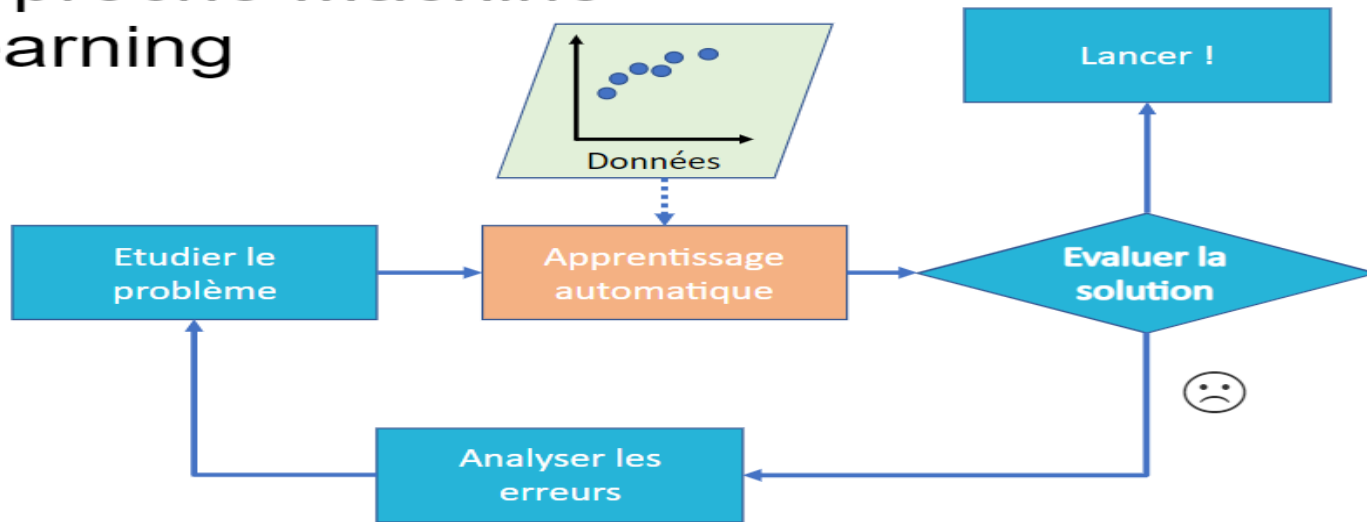 arning
Lancer !
Données
Etudier le
problème
Apprentissage
automatique
Evaluer la
solution
Analyser les
erreurs